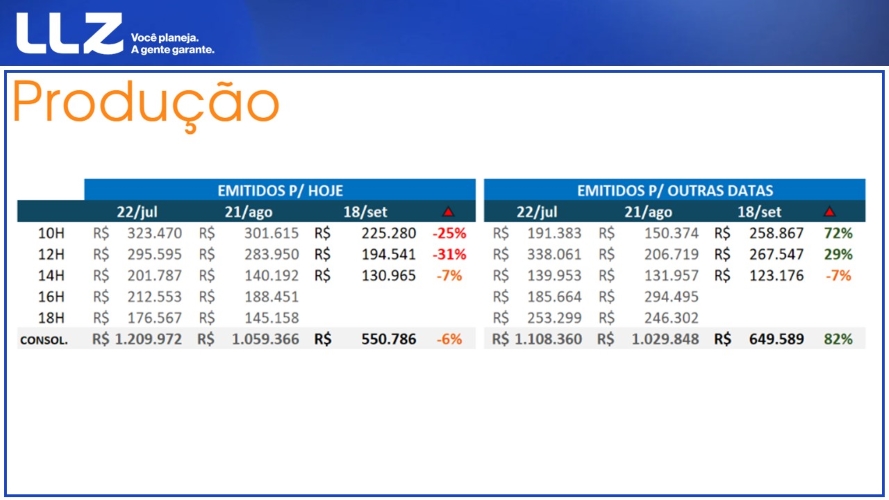 LLZ Você planeja.
A gente garante.
Produção
EMITIDOS P/ HOJE EMITIDOS P/ OUTRAS DATAS
22/jul 21/ago 18/set 22/jul 21/ago 18/set
10H R$ 323.470 R$ 301.615 R$ 225.280 -25% R$ 191.383 R$ 150.374 R$ 258.867 72%
12H R$ 295.595 R$ 283.950 R$ 194.541 -31% R$ 338.061 R$ 206.719 R$ 267.547 29%
14H R$ 201.787 R$ 140.192 R$ 130.965 -7% R$ 139.953 R$ 131.957 R$ 123.176 -7%
16H R$ 212.553 R$ 188.451 R$ 185.664 R$ 294.495
18H R$ 176.567 R$ 145.158 R$ 253.299 R$ 246.302
CONSOL. R$ 1.209.972 R$ 1.059.366 R$ 550.786 -6% R$ 1.108.360 R$ 1.029.848 R$ 649.589 82%